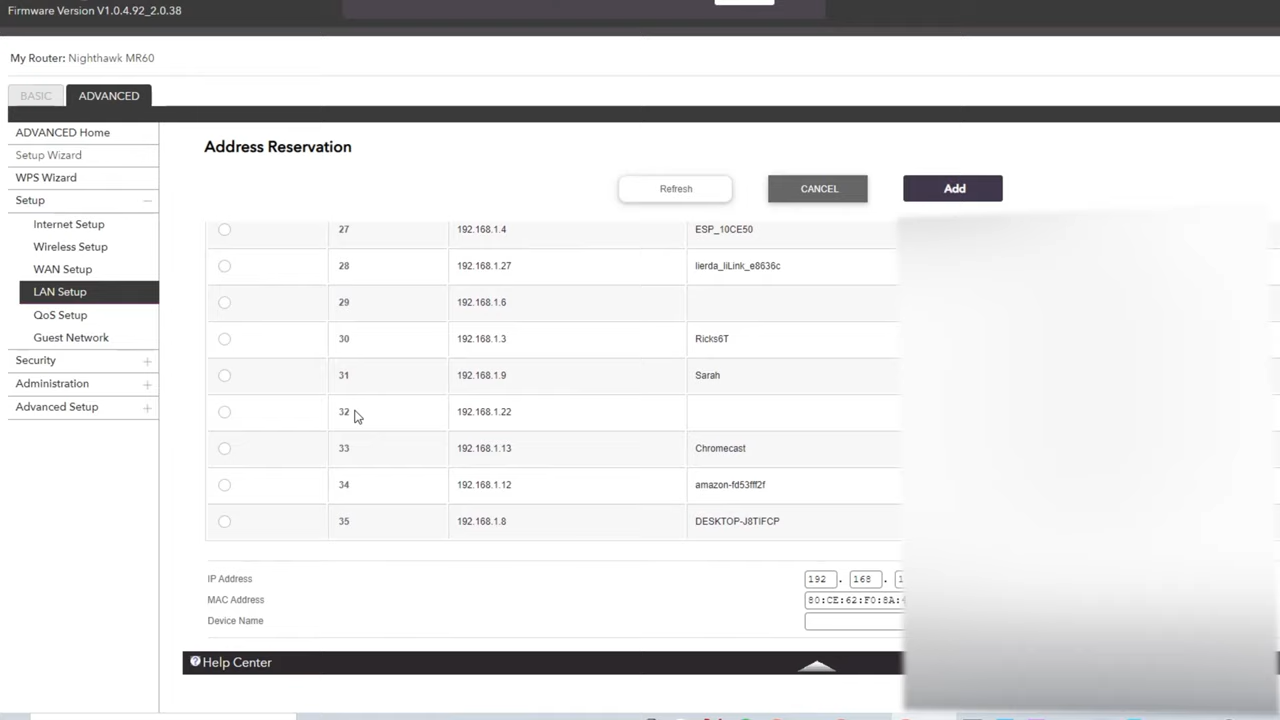 Firmware Version V1.0.4.92_2.0.38
My Router: Nighthawk MR60
BASIC
ADVANCED
ADVANCED Home
Setup Wizard
WPS Wizard
Setup
Internet Setup
Wireless Setup
WAN Setup
LAN Setup
QoS Setup
Guest Network
Security
Administration
Advanced Setup
Address Reservation
Refresh
CANCEL
Add
27 192.168.1.4 ESP_10CE50
28 192.168.1.27 lierda_liLink_e8636c
29 192.168.1.6
30 192.168.1.3 Ricks6T
31 192.168.1.9 Sarah
32 192.168.1.22
33 192.168.1.13 Chromecast
34 192.168.1.12 amazon-fd53fff2f
35 192.168.1.8 DESKTOP-J8TIFCP
IP Address 192 . 168 .
MAC Address 80:CE:62:F0:8A:
Device Name
Help Center